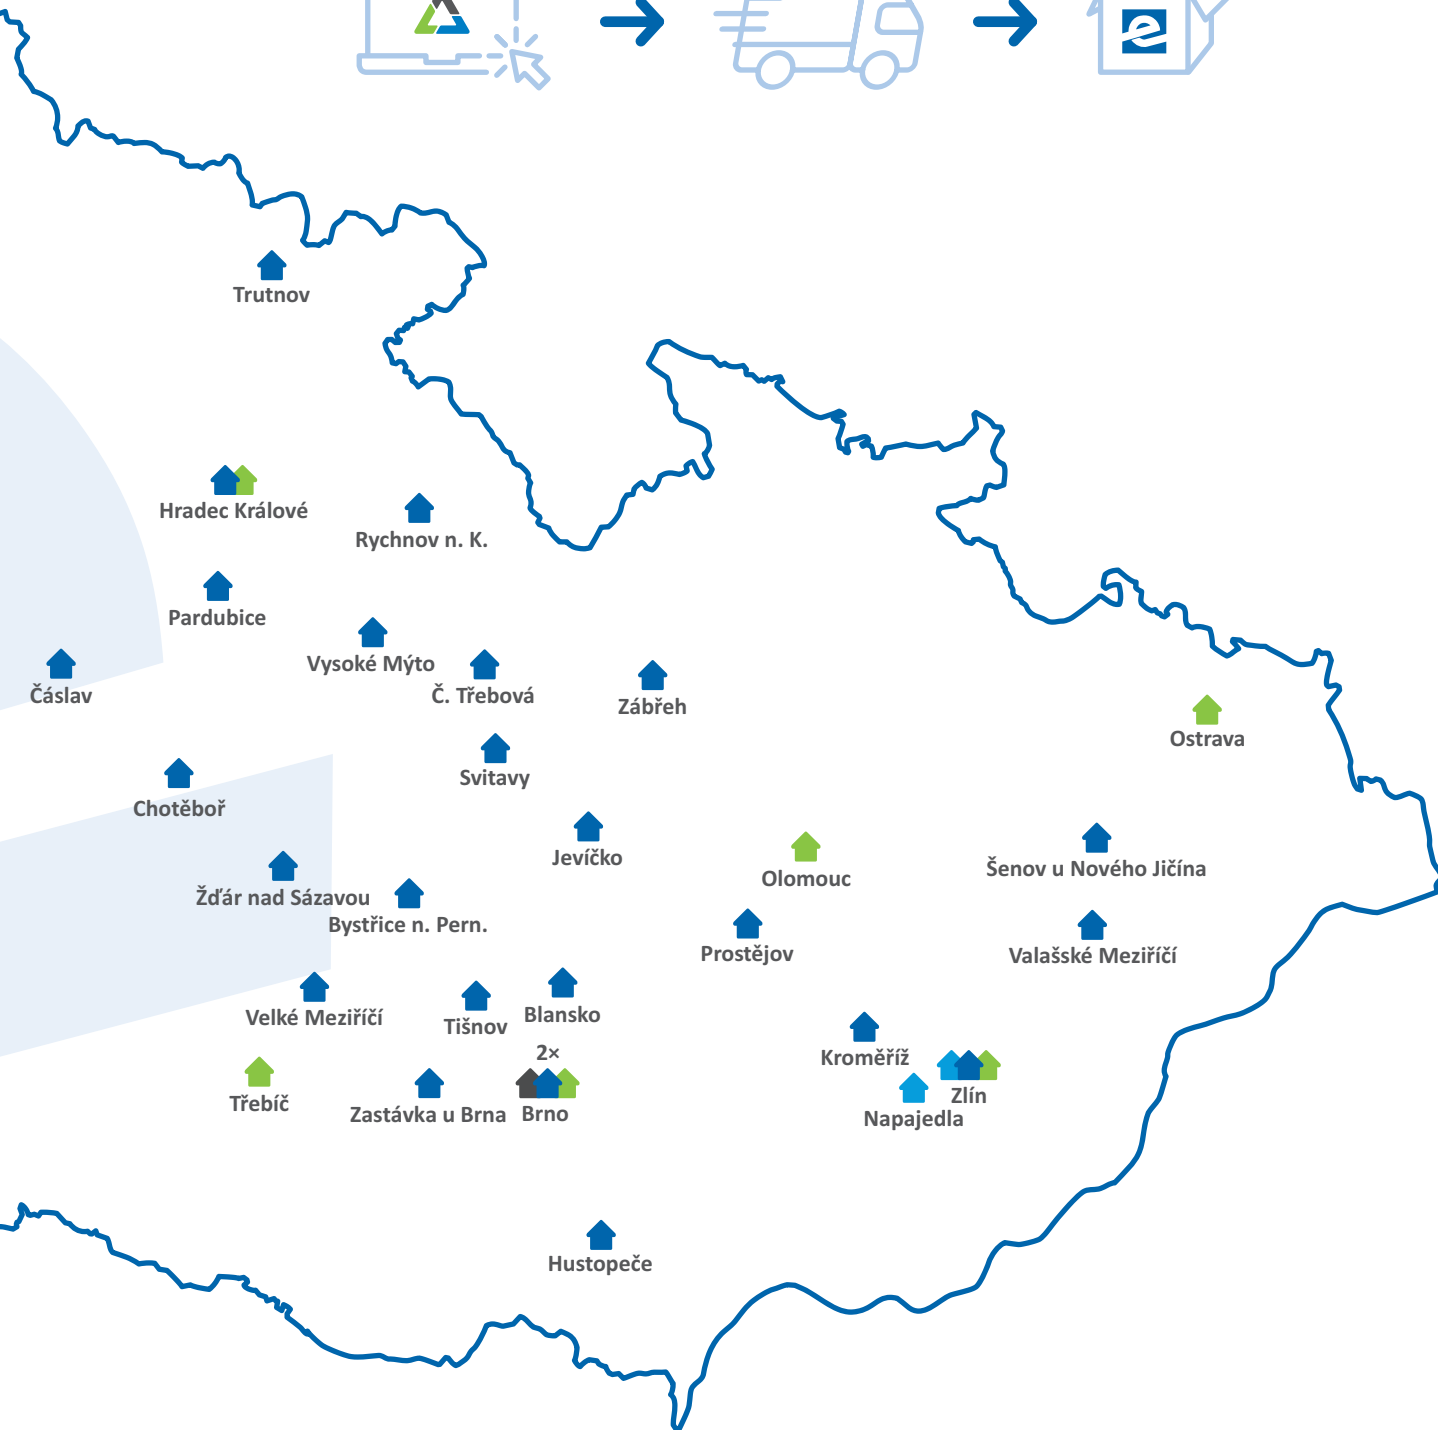 Trutnov
Hradec Králové
Rychnov n. K.
Pardubice
Vysoké Mýto
Č. Třebová
Čáslav
Zábřeh
Ostrava
Svitavy
Chotěboř
Jevíčko
Olomouc
Šenov u Nového Jičína
Žďár nad Sázavou
Bystřice n. Pern.
Prostějov
Valašské Meziříčí
Velké Meziříčí
Tišnov
Blansko
2×
Kroměříž
Třebíč
Zastávka u Brna
Brno
Zlín
Napajedla
Hustopeče